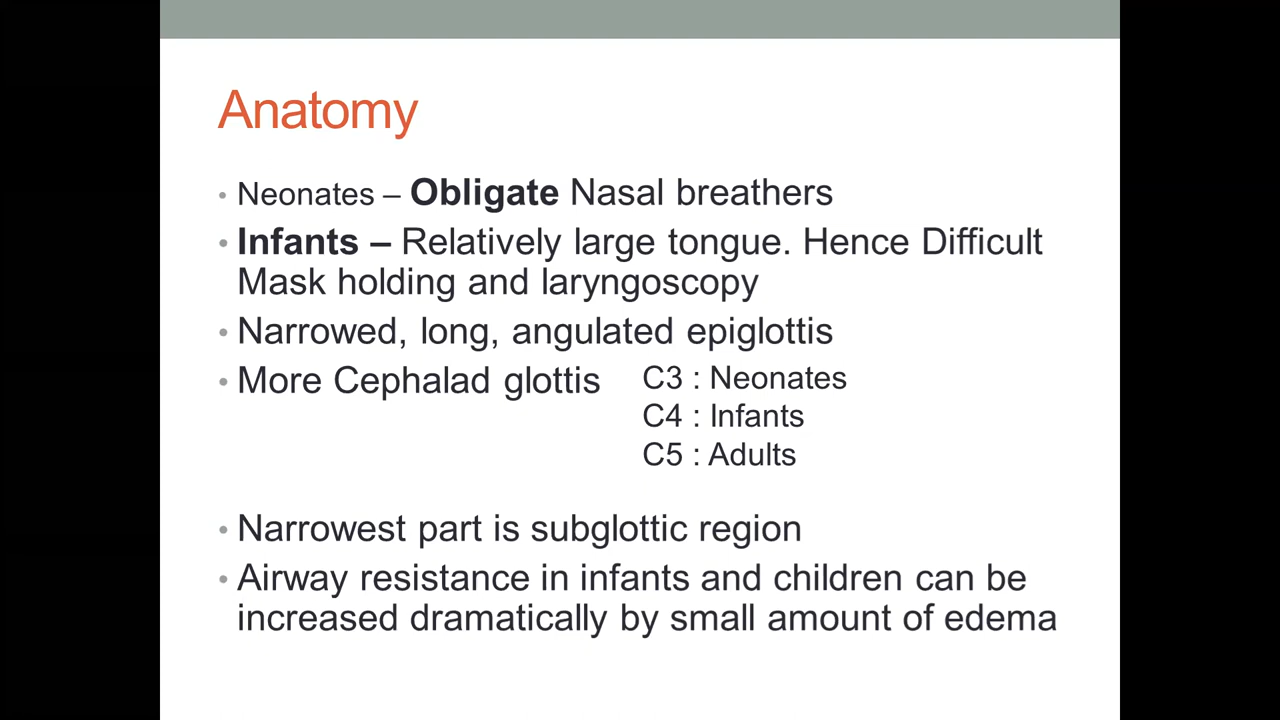 Anatomy
• Neonates – Obligate Nasal breathers
• Infants – Relatively large tongue. Hence Difficult
Mask holding and laryngoscopy
• Narrowed, long, angulated epiglottis
• More Cephalad glottis
C3 : Neonates
C4 : Infants
C5 : Adults
• Narrowest part is subglottic region
• Airway resistance in infants and children can be
increased dramatically by small amount of edema